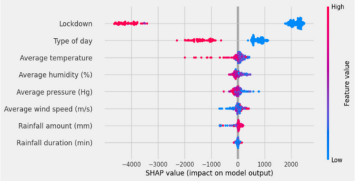 High
Lockdown
Type of day
Average temperature
Average humidity (%)
Average pressure (Hg)
Average wind speed (m/s)
Rainfall amount (mm)
Rainfall duration (min)
Feature value
Low
−4000 −3000 −2000 −1000 0 1000 2000
SHAP value (impact on model output)